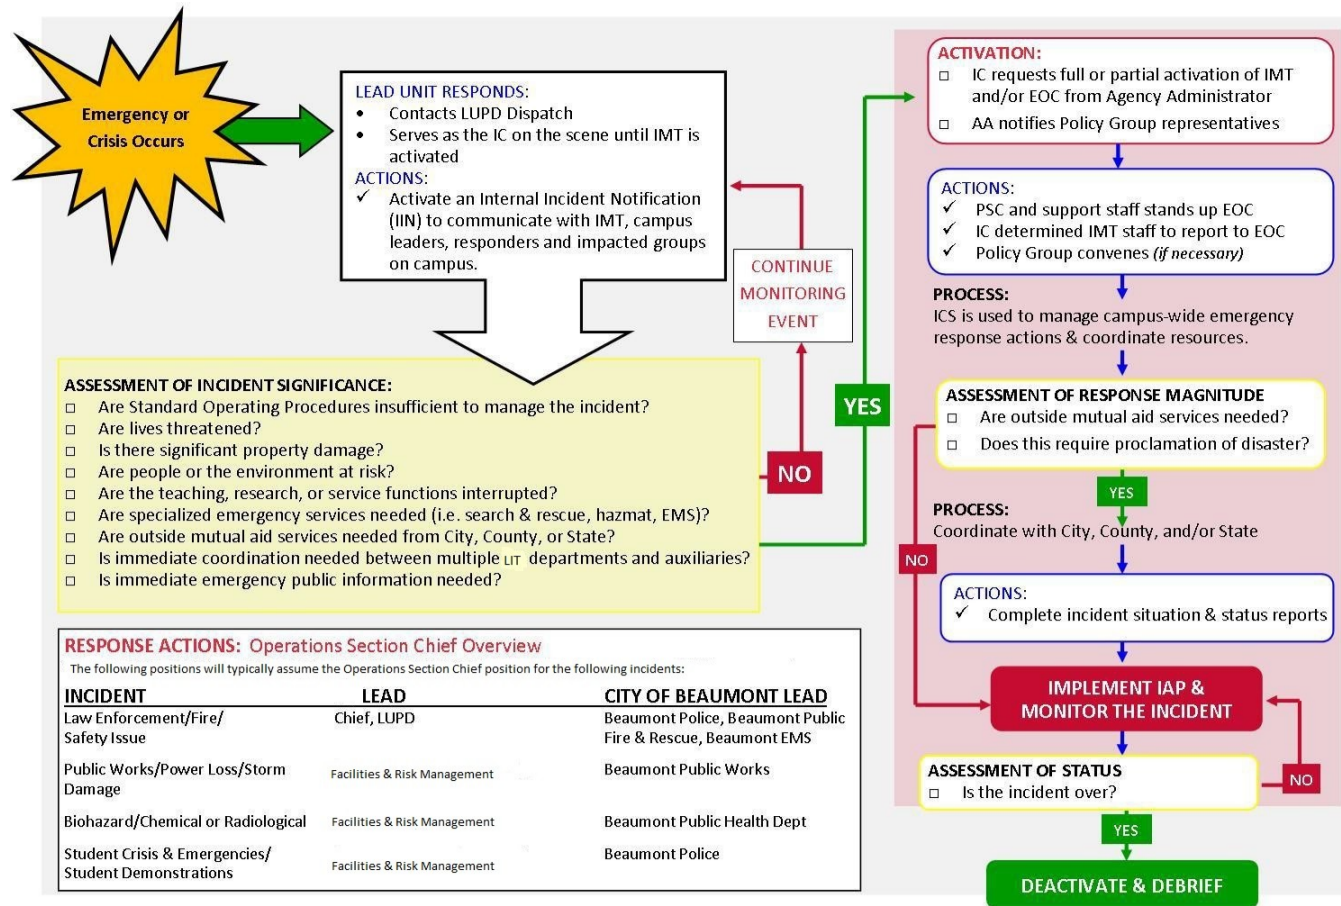 Emergency or
Crisis Occurs
LEAD UNIT RESPONDS:
• Contacts LUPD Dispatch
• Serves as the IC on the scene until IMT is
activated
ACTIONS:
✓ Activate an Internal Incident Notification
(IIN) to communicate with IMT, campus
leaders, responders and impacted groups
on campus.
CONTINUE
MONITORING
EVENT
NO
YES
ASSESSMENT OF INCIDENT SIGNIFICANCE:
□ Are Standard Operating Procedures insufficient to manage the incident?
□ Are lives threatened?
□ Is there significant property damage?
□ Are people or the environment at risk?
□ Are the teaching, research, or service functions interrupted?
□ Are specialized emergency services needed (i.e. search & rescue, hazmat, EMS)?
□ Are outside mutual aid services needed from City, County, or State?
□ Is immediate coordination needed between multiple LIT departments and auxiliaries?
□ Is immediate emergency public information needed?
RESPONSE ACTIONS: Operations Section Chief Overview
The following positions will typically assume the Operations Section Chief position for the following incidents:
INCIDENT LEAD CITY OF BEAUMONT LEAD
Law Enforcement/Fire/ Chief, LUPD Beaumont Police, Beaumont Public
Safety Issue Fire & Rescue, Beaumont EMS
Public Works/Power Loss/Storm Facilities & Risk Management Beaumont Public Works
Damage
Biohazard/Chemical or Radiological Facilities & Risk Management Beaumont Public Health Dept
Student Crisis & Emergencies/ Facilities & Risk Management Beaumont Police
Student Demonstrations
ACTIVATION:
□ IC requests full or partial activation of IMT
and/or EOC from Agency Administrator
□ AA notifies Policy Group representatives
ACTIONS:
✓ PSC and support staff stands up EOC
✓ IC determined IMT staff to report to EOC
✓ Policy Group convenes (if necessary)
PROCESS:
ICS is used to manage campus-wide emergency
response actions & coordinate resources.
ASSESSMENT OF RESPONSE MAGNITUDE
□ Are outside mutual aid services needed?
□ Does this require proclamation of disaster?
YES
NO
PROCESS:
Coordinate with City, County, and/or State
ACTIONS:
✓ Complete incident situation & status reports
IMPLEMENT IAP &
MONITOR THE INCIDENT
ASSESSMENT OF STATUS
□ Is the incident over?
NO
YES
DEACTIVATE & DEBRIEF